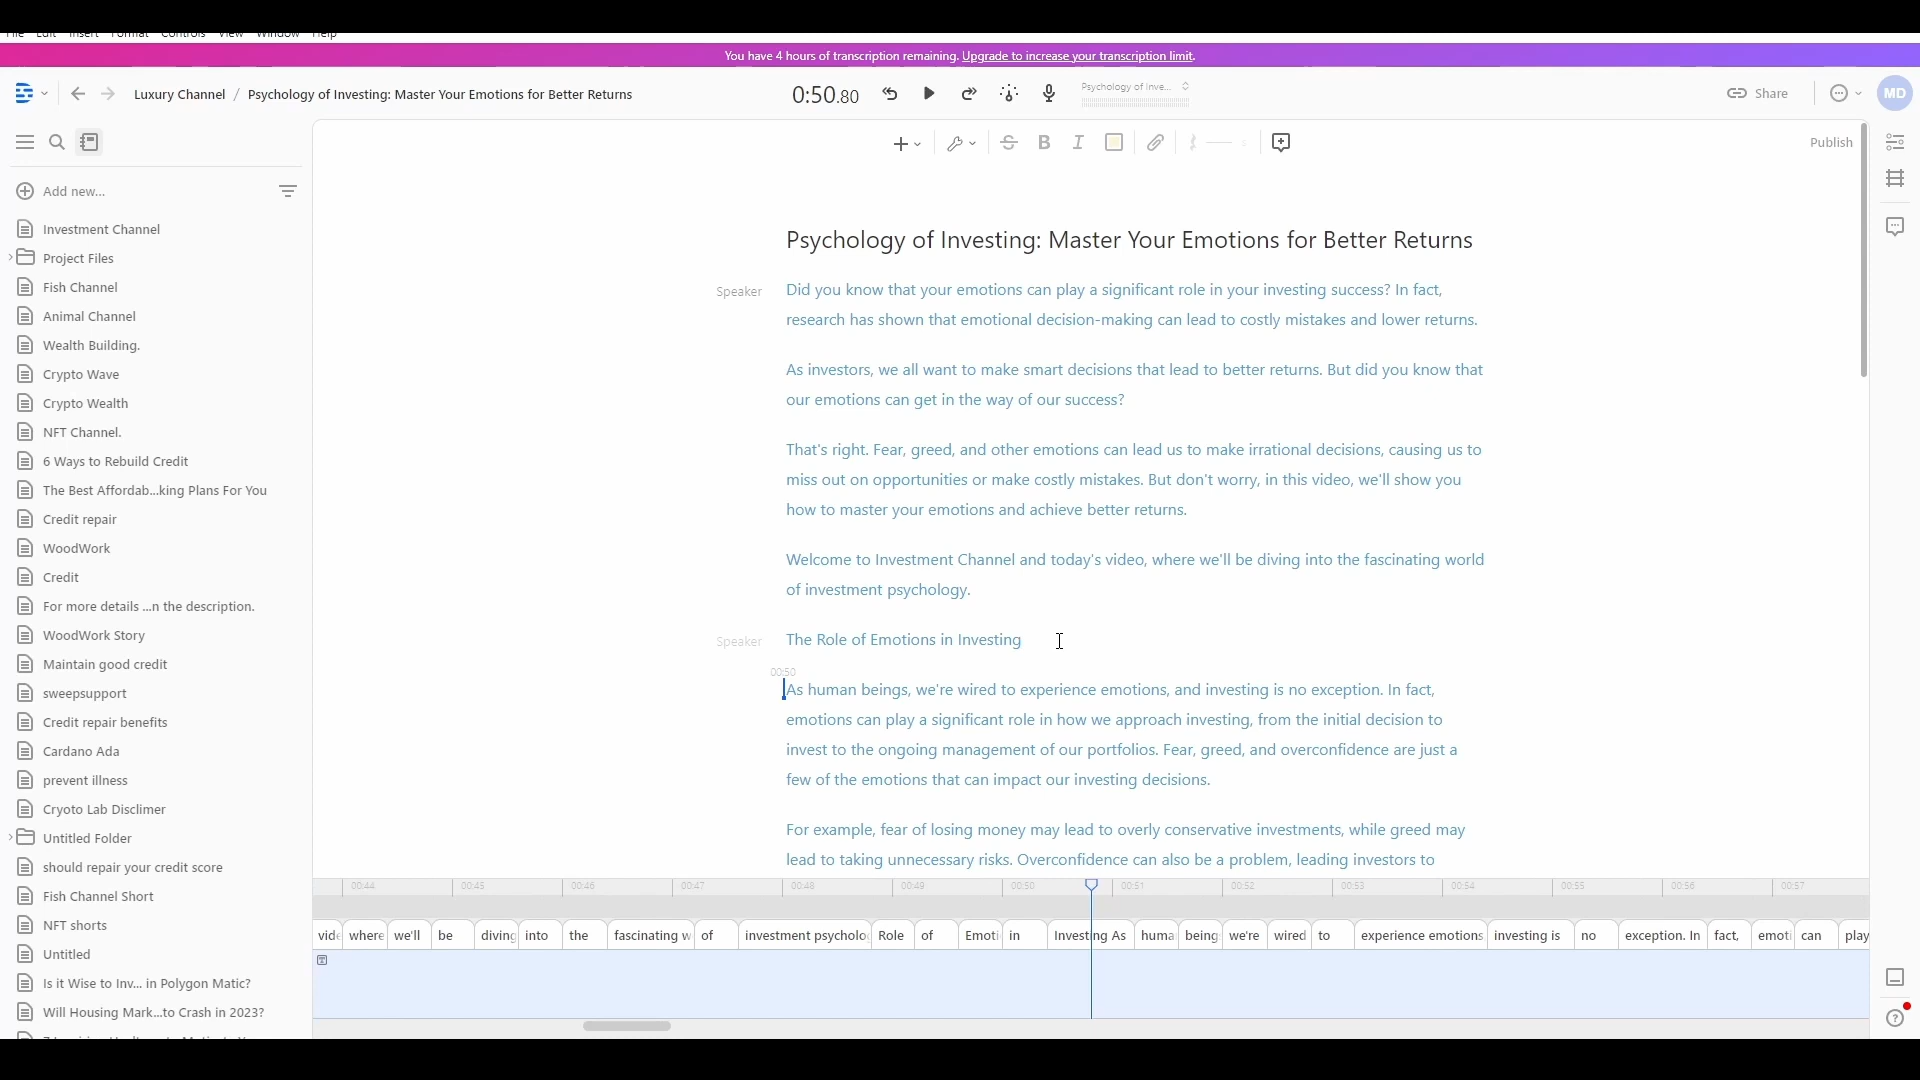 File Edit Insert Format Controls View Window Help
You have 4 hours of transcription remaining. Upgrade to increase your transcription limit.
Luxury Channel / Psychology of Investing: Master Your Emotions for Better Returns
0:50.80
Psychology of Inve...
Share
MD
Publish
Add new...
Investment Channel
Project Files
Fish Channel
Animal Channel
Wealth Building.
Crypto Wave
Crypto Wealth
NFT Channel.
6 Ways to Rebuild Credit
The Best Affordab...king Plans For You
Credit repair
WoodWork
Credit
For more details ...n the description.
WoodWork Story
Maintain good credit
sweepsupport
Credit repair benefits
Cardano Ada
prevent illness
Cryoto Lab Disclimer
Untitled Folder
should repair your credit score
Fish Channel Short
NFT shorts
Untitled
Is it Wise to Inv... in Polygon Matic?
Will Housing Mark...to Crash in 2023?
Psychology of Investing: Master Your Emotions for Better Returns
Speaker
Did you know that your emotions can play a significant role in your investing success? In fact,
research has shown that emotional decision-making can lead to costly mistakes and lower returns.
As investors, we all want to make smart decisions that lead to better returns. But did you know that
our emotions can get in the way of our success?
That's right. Fear, greed, and other emotions can lead us to make irrational decisions, causing us to
miss out on opportunities or make costly mistakes. But don't worry, in this video, we'll show you
how to master your emotions and achieve better returns.
Welcome to Investment Channel and today's video, where we'll be diving into the fascinating world
of investment psychology.
Speaker
The Role of Emotions in Investing
00:50
As human beings, we're wired to experience emotions, and investing is no exception. In fact,
emotions can play a significant role in how we approach investing, from the initial decision to
invest to the ongoing management of our portfolios. Fear, greed, and overconfidence are just a
few of the emotions that can impact our investing decisions.
For example, fear of losing money may lead to overly conservative investments, while greed may
lead to taking unnecessary risks. Overconfidence can also be a problem, leading investors to
00:44 00:45 00:46 00:47 00:48 00:49 00:50 00:51 00:52 00:53 00:54 00:55 00:56 00:57
vide where we'll be diving into the fascinating w of investment psycholo Role of Emoti in Investing As huma being we're wired to experience emotions investing is no exception. In fact, emoti can play